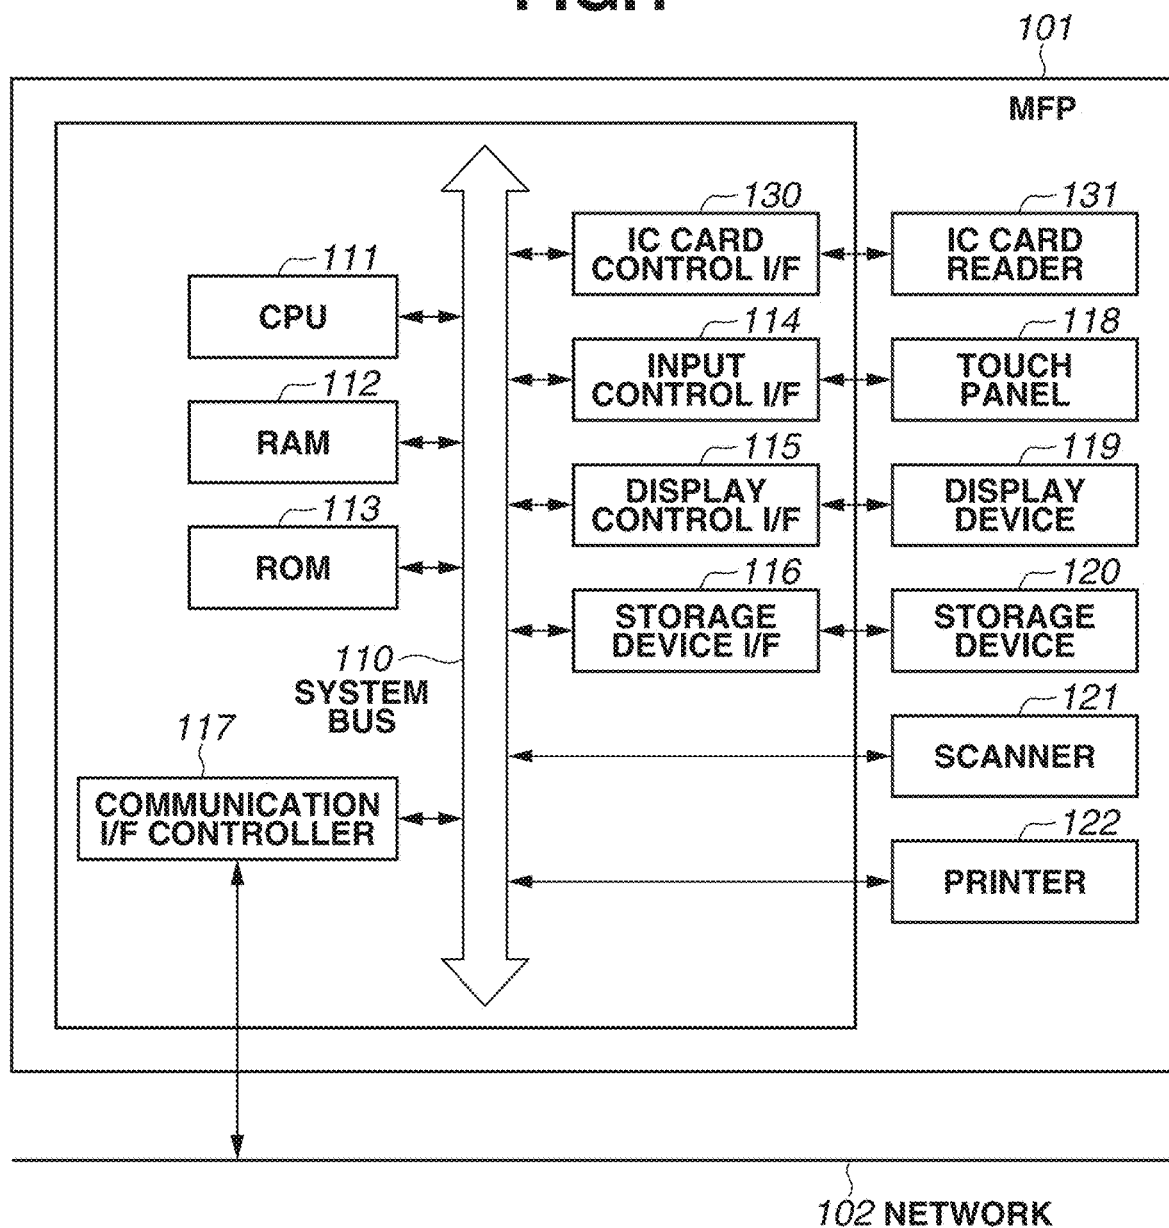 101
MFP
130
IC CARD
CONTROL I/F
131
IC CARD
READER
111
CPU
114
INPUT
CONTROL I/F
118
TOUCH
PANEL
112
RAM
115
DISPLAY
CONTROL I/F
119
DISPLAY
DEVICE
113
ROM
116
STORAGE
DEVICE I/F
120
STORAGE
DEVICE
110
SYSTEM
BUS
121
SCANNER
117
COMMUNICATION
I/F CONTROLLER
122
PRINTER
102 NETWORK